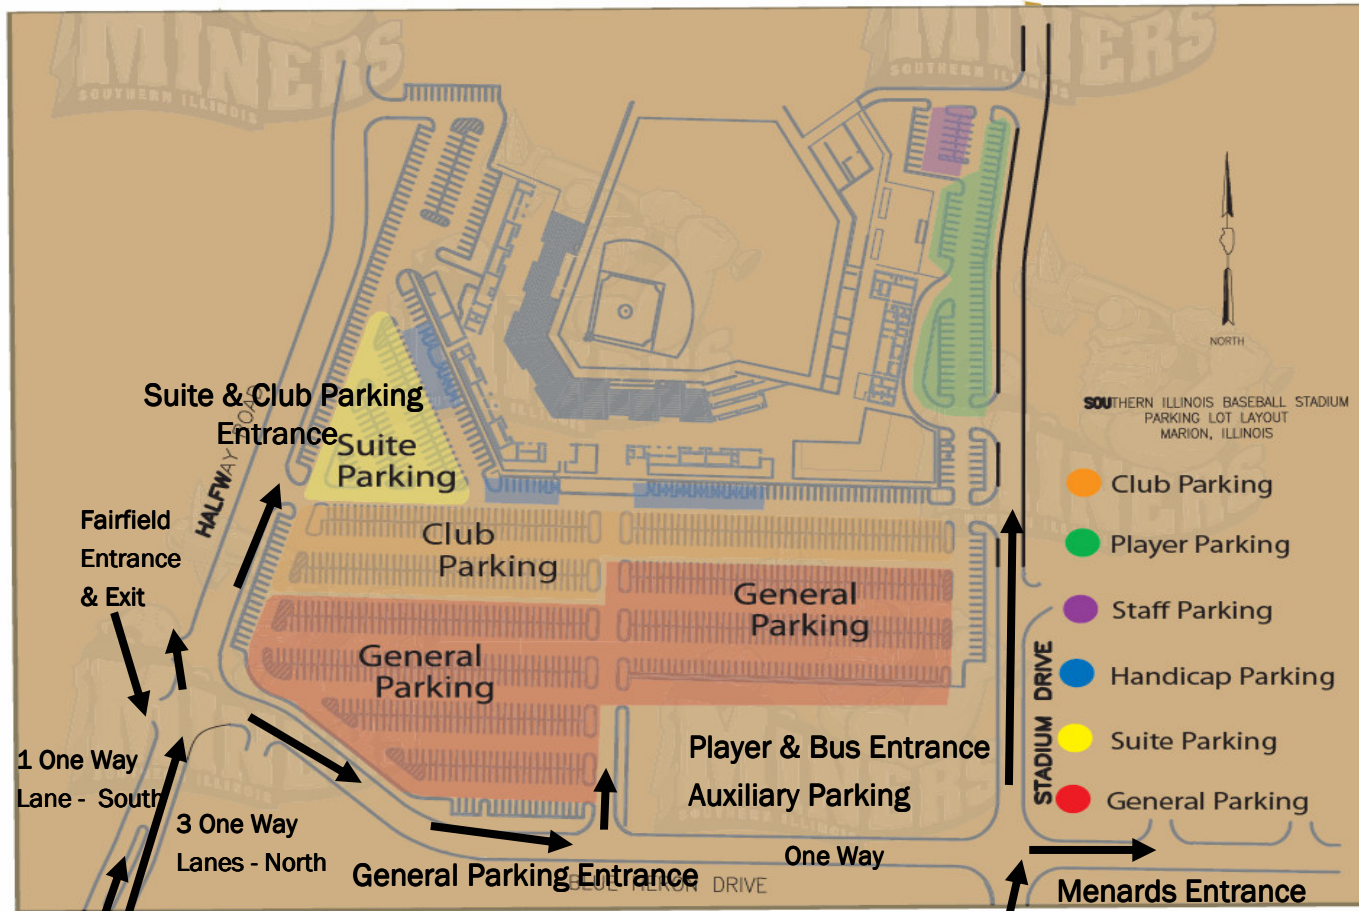 MINERS
SOUTHERN ILLINOIS
MINERS
SOUTHERN ILLINOIS
NORTH
SOUTHERN ILLINOIS BASEBALL STADIUM
PARKING LOT LAYOUT
MARION, ILLINOIS
Suite & Club Parking
Entrance
HALFWAY ROAD
Suite
Parking
Club Parking
Player Parking
Staff Parking
Handicap Parking
Suite Parking
General Parking
Fairfield
Entrance
& Exit
Club
Parking
General
Parking
General
Parking
STADIUM DRIVE
Player & Bus Entrance
Auxiliary Parking
1 One Way
Lane - South
3 One Way
Lanes - North
One Way
General Parking Entrance
BLUE HERON DRIVE
Menards Entrance